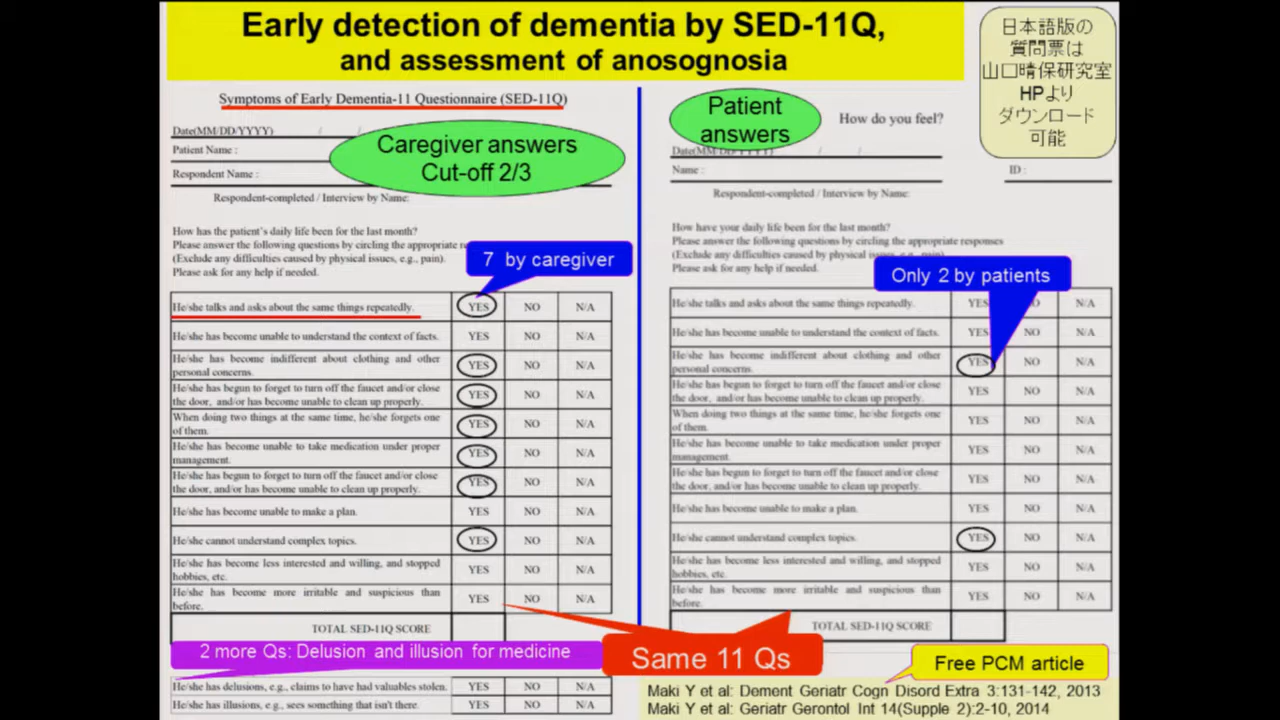 Early detection of dementia by SED-11Q,
and assessment of anosognosia
日本語版の
質問票は
山口晴保研究室
HPより
ダウンロード
可能
Symptoms of Early Dementia-11 Questionnaire (SED-11Q)
Date(MM/DD/YYYY) / /
Patient Name :
Respondent Name :
Caregiver answers
Cut-off 2/3
Respondent-completed / Interview by Name:
How has the patient's daily life been for the last month?
Please answer the following questions by circling the appropriate re
(Exclude any difficulties caused by physical issues, e.g., pain).
Please ask for any help if needed.
7 by caregiver
He/she talks and asks about the same things repeatedly. YES NO N/A
He/she has become unable to understand the context of facts. YES NO N/A
He/she has become indifferent about clothing and other
personal concerns. YES NO N/A
He/she has begun to forget to turn off the faucet and/or close
the door, and/or has become unable to clean up properly. YES NO N/A
When doing two things at the same time, he/she forgets one
of them. YES NO N/A
He/she has become unable to take medication under proper
management. YES NO N/A
He/she has begun to forget to turn off the faucet and/or close
the door, and/or has become unable to clean up properly. YES NO N/A
He/she has become unable to make a plan. YES NO N/A
He/she cannot understand complex topics. YES NO N/A
He/she has become less interested and willing, and stopped
hobbies, etc. YES NO N/A
He/she has become more irritable and suspicious than
before. YES NO N/A
TOTAL SED-11Q SCORE
2 more Qs: Delusion and illusion for medicine
He/she has delusions, e.g., claims to have had valuables stolen. YES NO N/A
He/she has illusions, e.g., sees something that isn't there. YES NO N/A
Patient
answers
How do you feel?
Date(MM/DD/YYYY) / /
Name :
ID :
Respondent-completed / Interview by Name:
How have your daily life been for the last month?
Please answer the following questions by circling the appropriate responses
(Exclude any difficulties caused by physical issues, e.g., pain).
Please ask for any help if needed.
Only 2 by patients
He/she talks and asks about the same things repeatedly. YES NO N/A
He/she has become unable to understand the context of facts. YES NO N/A
He/she has become indifferent about clothing and other
personal concerns. YES NO N/A
He/she has begun to forget to turn off the faucet and/or close
the door, and/or has become unable to clean up properly. YES NO N/A
When doing two things at the same time, he/she forgets one
of them. YES NO N/A
He/she has become unable to take medication under proper
management. YES NO N/A
He/she has begun to forget to turn off the faucet and/or close
the door, and/or has become unable to clean up properly. YES NO N/A
He/she has become unable to make a plan. YES NO N/A
He/she cannot understand complex topics. YES NO N/A
He/she has become less interested and willing, and stopped
hobbies, etc. YES NO N/A
He/she has become more irritable and suspicious than
before. YES NO N/A
TOTAL SED-11Q SCORE
Same 11 Qs
Free PCM article
Maki Y et al: Dement Geriatr Cogn Disord Extra 3:131-142, 2013
Maki Y et al: Geriatr Gerontol Int 14(Supple 2):2-10, 2014